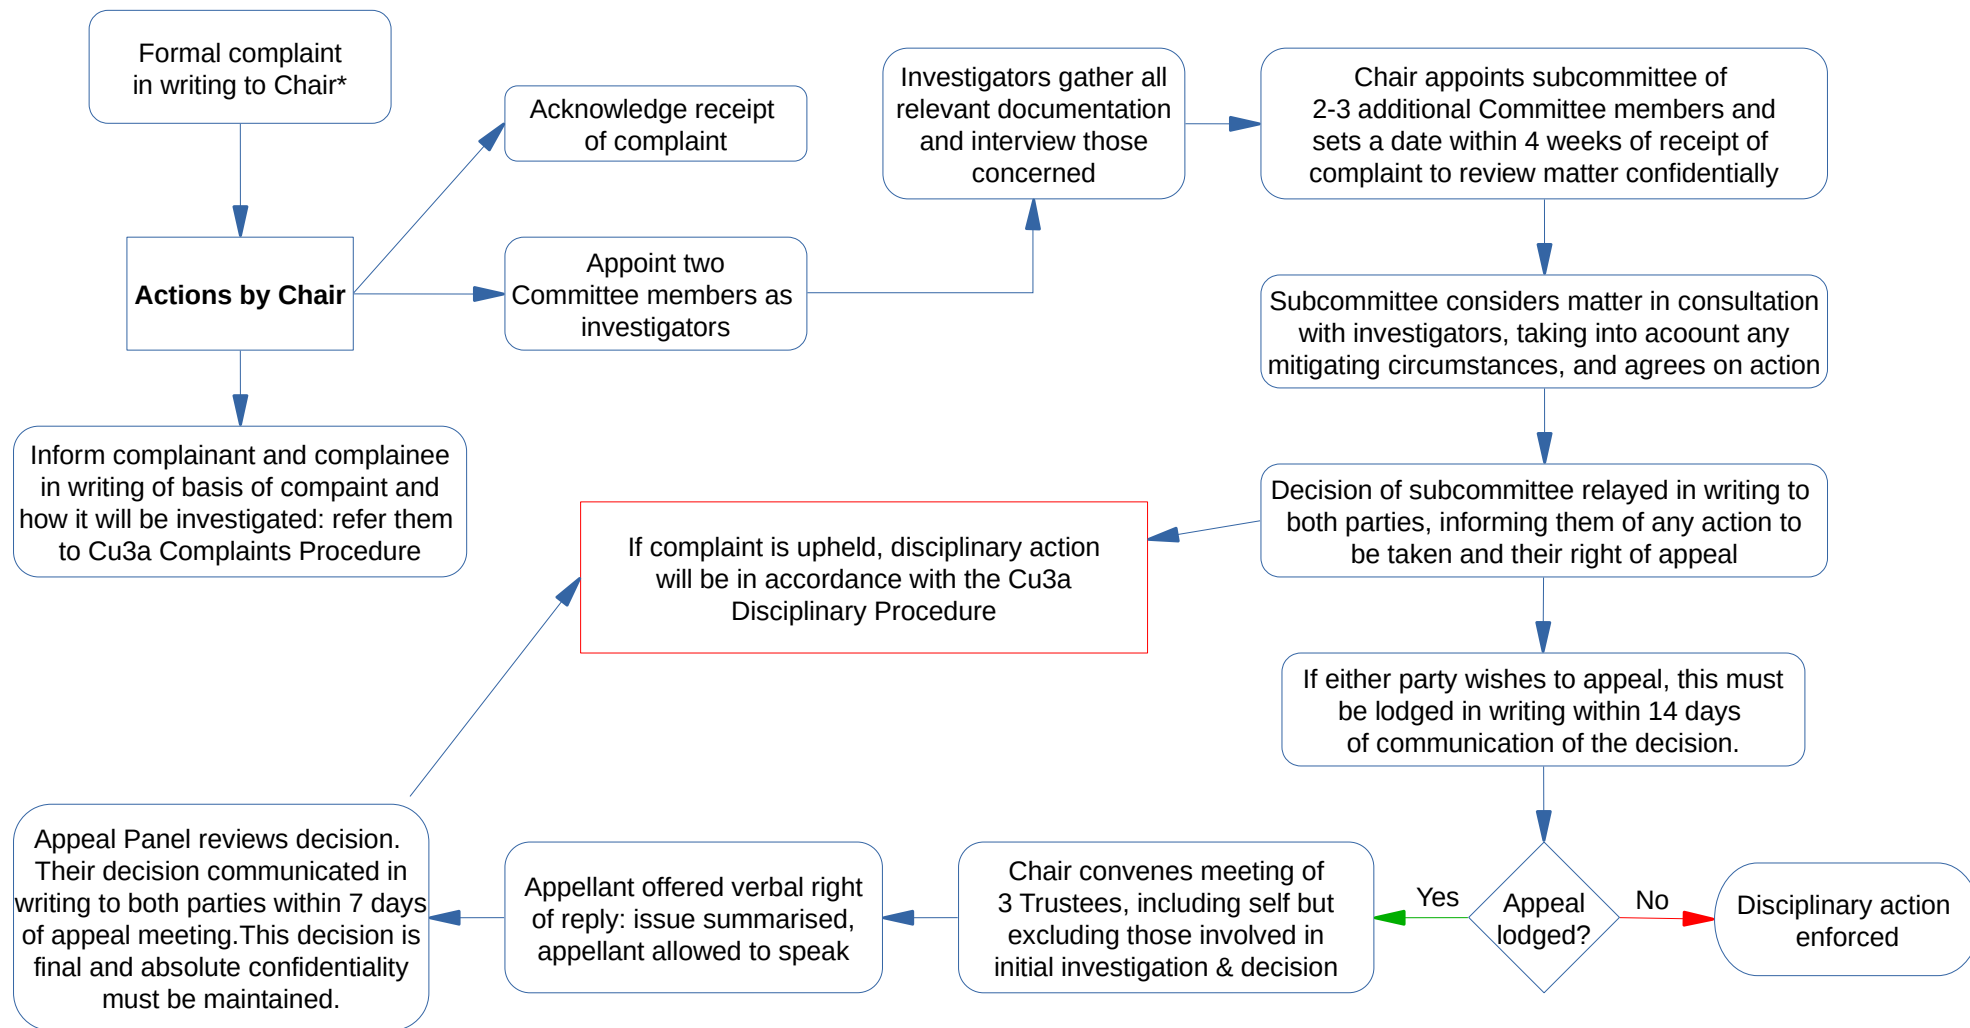 Formal complaint
in writing to Chair*
Actions by Chair
Acknowledge receipt
of complaint
Appoint two
Committee members as
investigators
Inform complainant and complainee
in writing of basis of compaint and
how it will be investigated: refer them
to Cu3a Complaints Procedure
Investigators gather all
relevant documentation
and interview those
concerned
Chair appoints subcommittee of
2-3 additional Committee members and
sets a date within 4 weeks of receipt of
complaint to review matter confidentially
Subcommittee considers matter in consultation
with investigators, taking into acoount any
mitigating circumstances, and agrees on action
Decision of subcommittee relayed in writing to
both parties, informing them of any action to
be taken and their right of appeal
If complaint is upheld, disciplinary action
will be in accordance with the Cu3a
Disciplinary Procedure
If either party wishes to appeal, this must
be lodged in writing within 14 days
of communication of the decision.
Appeal
lodged?
No
Disciplinary action
enforced
Yes
Chair convenes meeting of
3 Trustees, including self but
excluding those involved in
initial investigation & decision
Appellant offered verbal right
of reply: issue summarised,
appellant allowed to speak
Appeal Panel reviews decision.
Their decision communicated in
writing to both parties within 7 days
of appeal meeting.This decision is
final and absolute confidentiality
must be maintained.